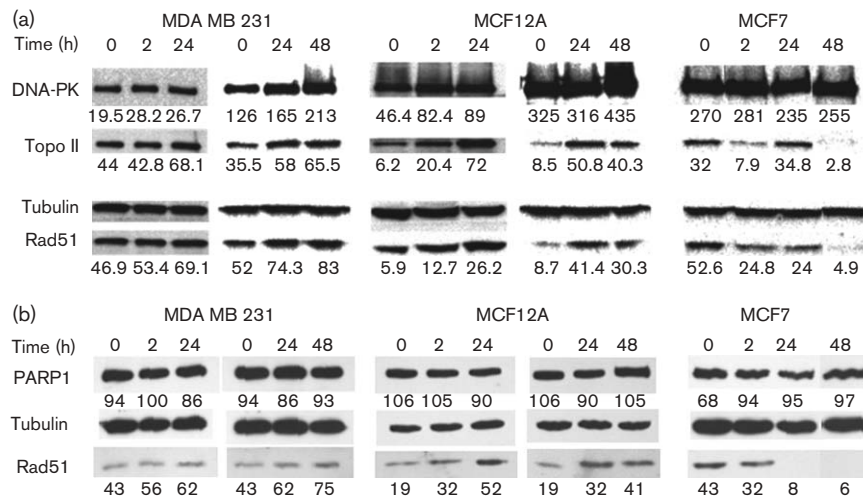 (a) MDA MB 231 MCF12A MCF7
Time (h) 0 2 24 0 24 48 0 2 24 0 24 48 0 2 24 48
DNA-PK
19.5 28.2 26.7 126 165 213 46.4 82.4 89 325 316 435 270 281 235 255
Topo II
44 42.8 68.1 35.5 58 65.5 6.2 20.4 72 8.5 50.8 40.3 32 7.9 34.8 2.8
Tubulin
Rad51
46.9 53.4 69.1 52 74.3 83 5.9 12.7 26.2 8.7 41.4 30.3 52.6 24.8 24 4.9
(b) MDA MB 231 MCF12A MCF7
Time (h) 0 2 24 0 24 48 0 2 24 0 24 48 0 2 24 48
PARP1
94 100 86 94 86 93 106 105 90 106 90 105 68 94 95 97
Tubulin
Rad51
43 56 62 43 62 75 19 32 52 19 32 41 43 32 8 6